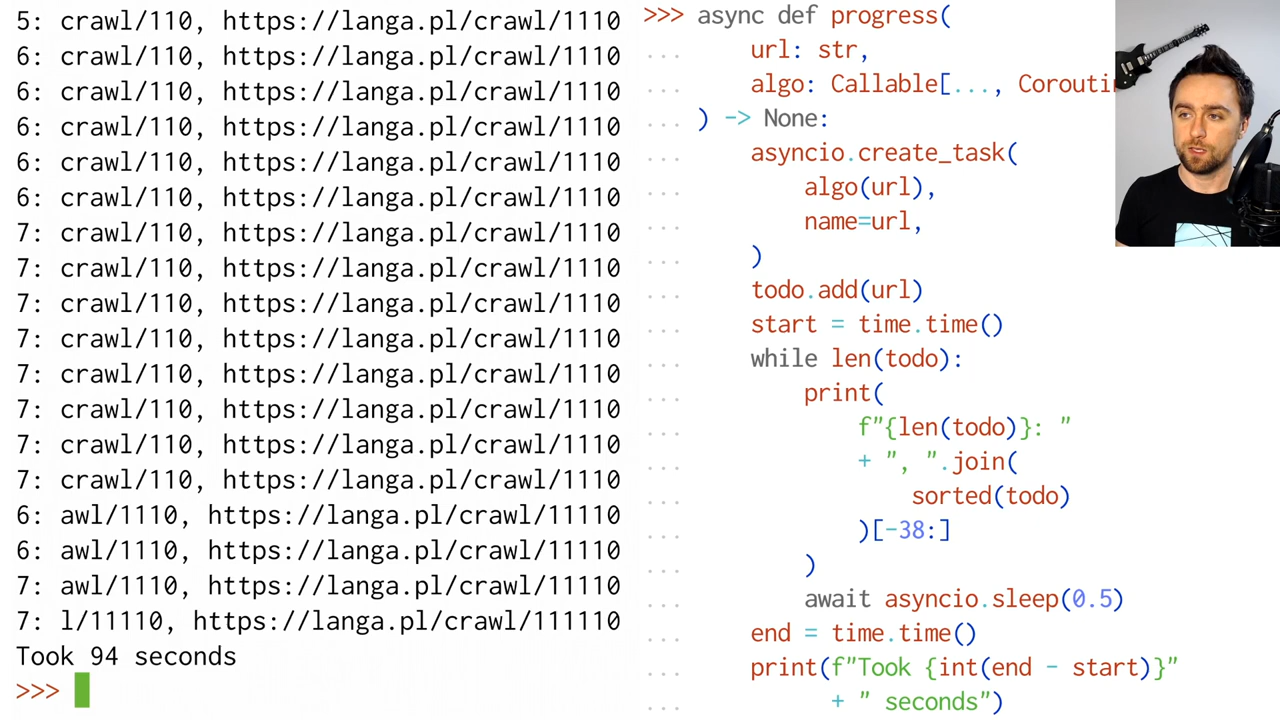 5: crawl/110, https://langa.pl/crawl/1110
6: crawl/110, https://langa.pl/crawl/1110
6: crawl/110, https://langa.pl/crawl/1110
6: crawl/110, https://langa.pl/crawl/1110
6: crawl/110, https://langa.pl/crawl/1110
6: crawl/110, https://langa.pl/crawl/1110
7: crawl/110, https://langa.pl/crawl/1110
7: crawl/110, https://langa.pl/crawl/1110
7: crawl/110, https://langa.pl/crawl/1110
7: crawl/110, https://langa.pl/crawl/1110
7: crawl/110, https://langa.pl/crawl/1110
7: crawl/110, https://langa.pl/crawl/1110
7: crawl/110, https://langa.pl/crawl/1110
7: crawl/110, https://langa.pl/crawl/1110
6: awl/1110, https://langa.pl/crawl/11110
6: awl/1110, https://langa.pl/crawl/11110
7: awl/1110, https://langa.pl/crawl/11110
7: l/11110, https://langa.pl/crawl/111110
Took 94 seconds
>>>
>>> async def progress(
...     url: str,
...     algo: Callable[..., Corouti
... ) -> None:
...     asyncio.create_task(
...         algo(url),
...         name=url,
...     )
...     todo.add(url)
...     start = time.time()
...     while len(todo):
...         print(
...             f"{len(todo)}: "
...             + ", ".join(
...                 sorted(todo)
...             )[-38:]
...         )
...         await asyncio.sleep(0.5)
...     end = time.time()
...     print(f"Took {int(end - start)}"
...           + " seconds")